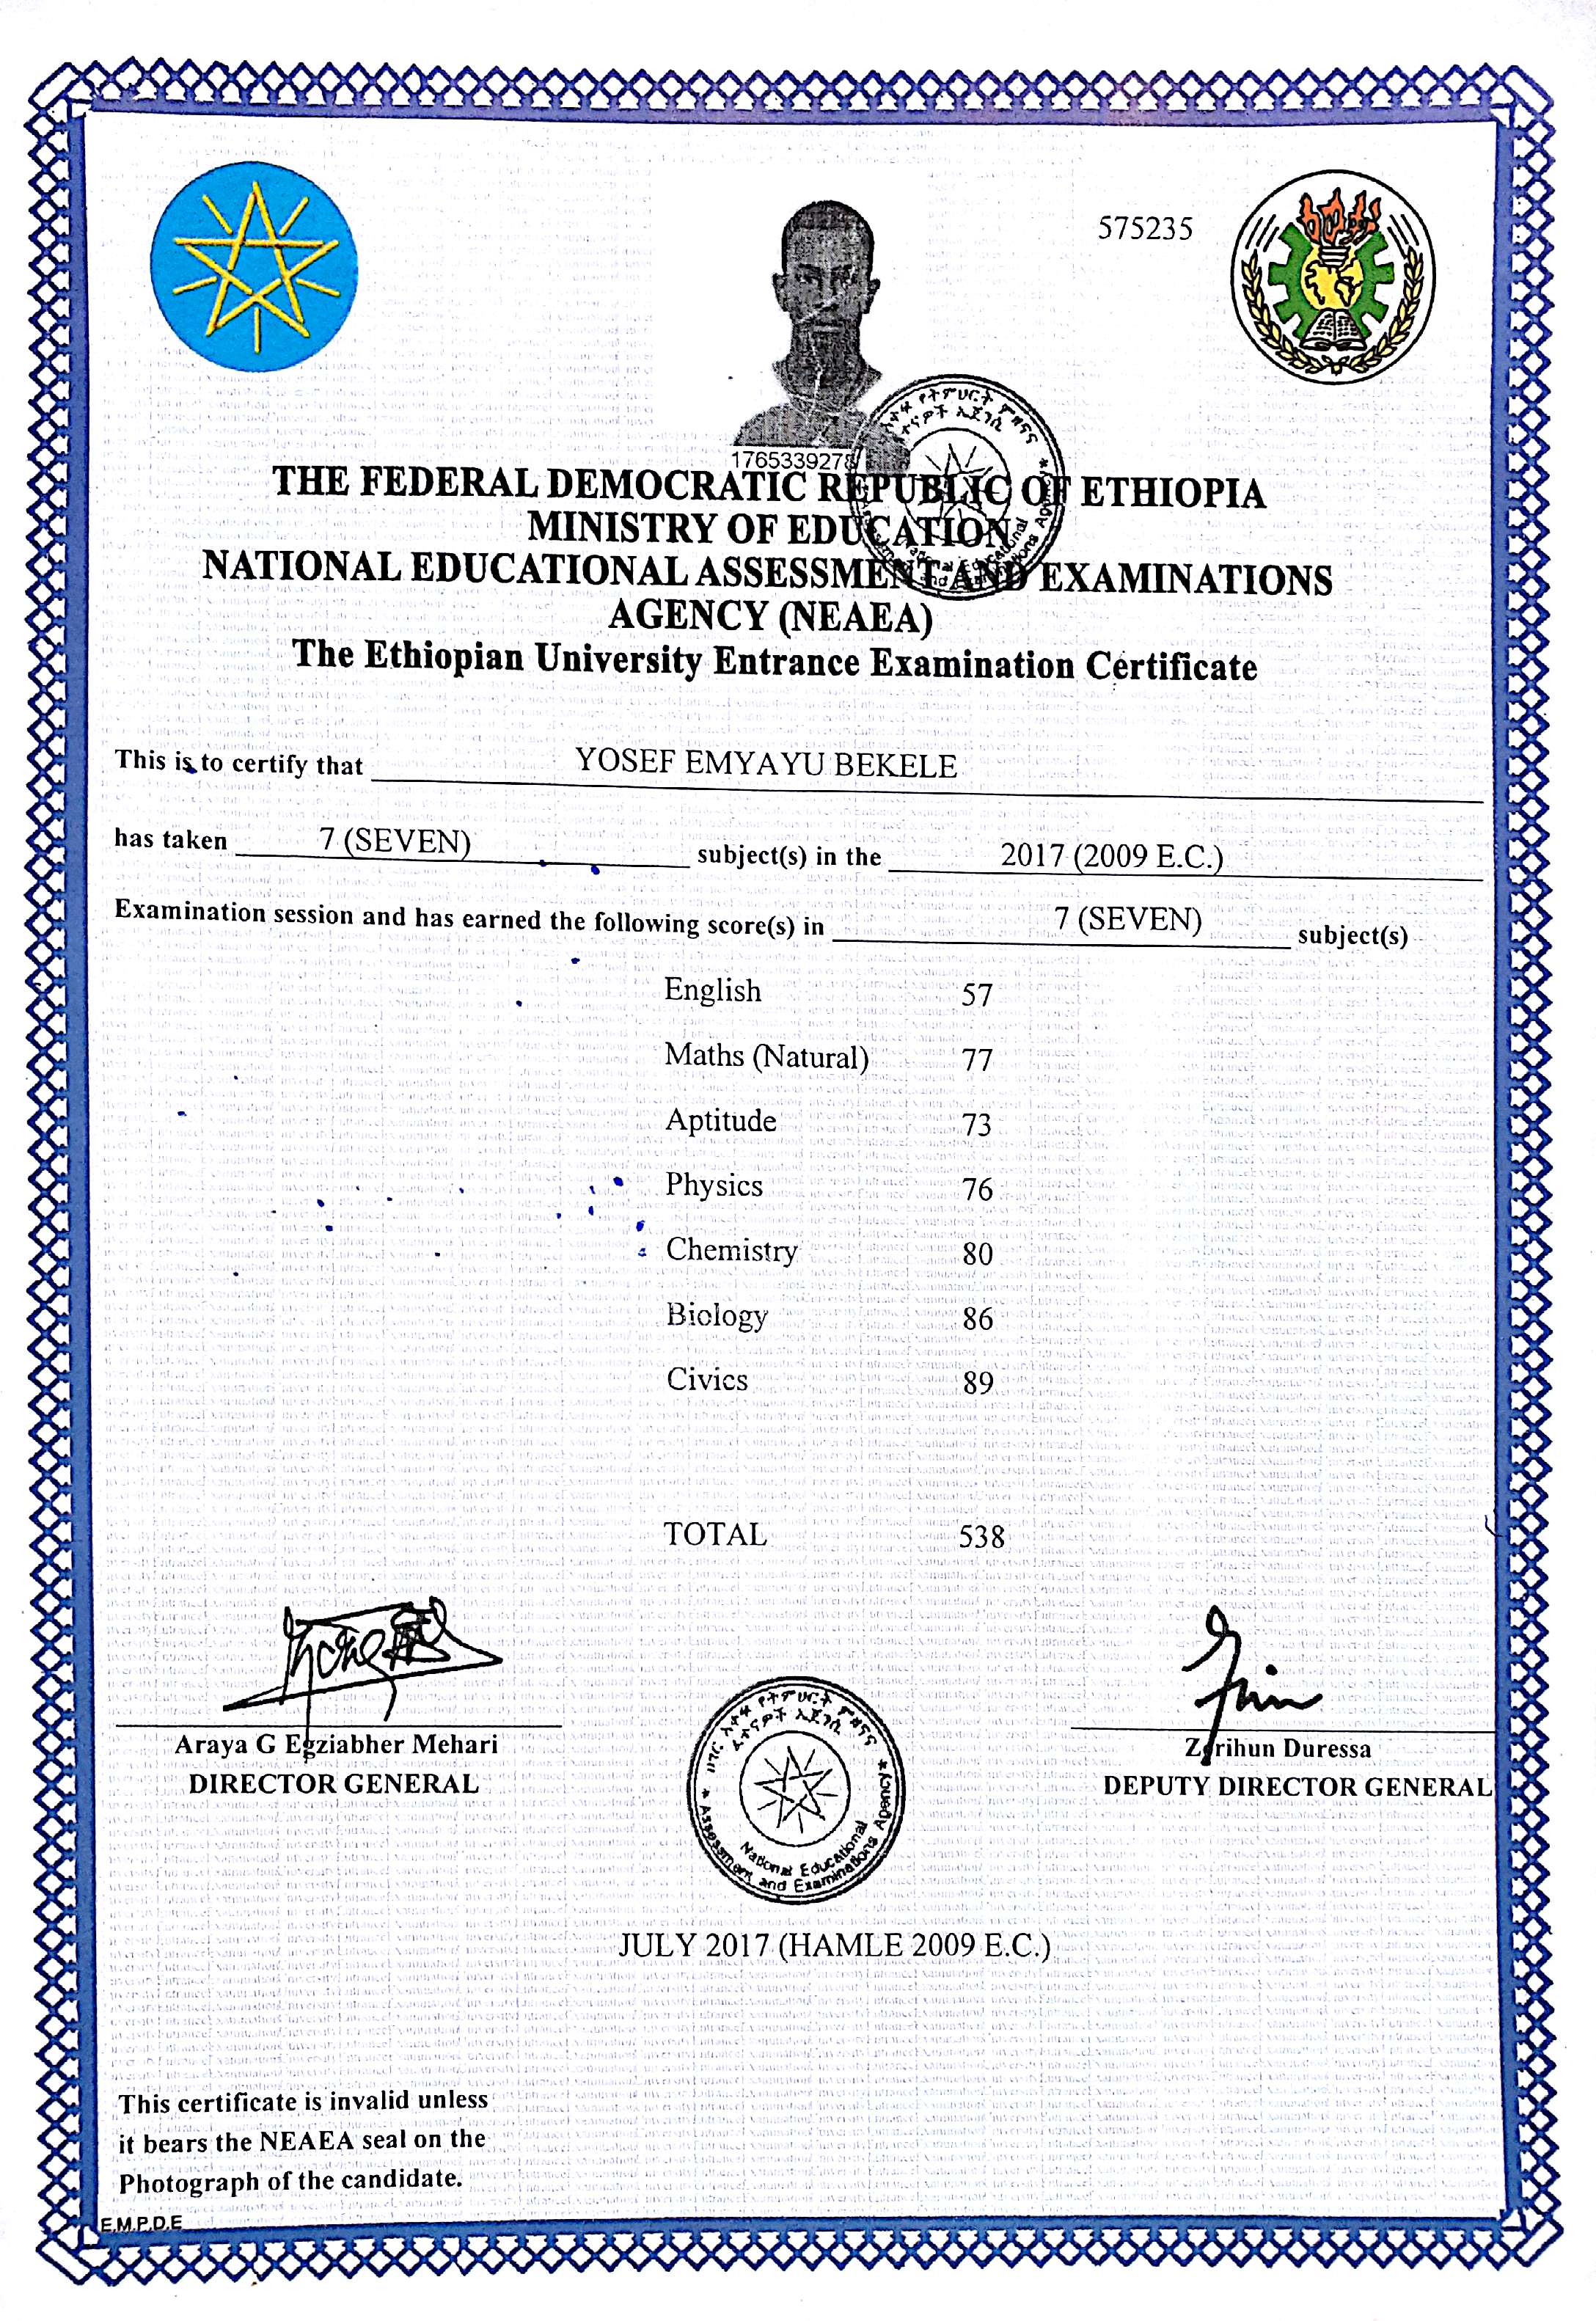 575235
1765339278
THE FEDERAL DEMOCRATIC REPUBLIC OF ETHIOPIA
MINISTRY OF EDUCATION
NATIONAL EDUCATIONAL ASSESSMENT AND EXAMINATIONS
AGENCY (NEAEA)
The Ethiopian University Entrance Examination Certificate
This is to certify that YOSEF EMYAYU BEKELE
has taken 7 (SEVEN) subject(s) in the 2017 (2009 E.C.)
Examination session and has earned the following score(s) in 7 (SEVEN) subject(s)
English 57
Maths (Natural) 77
Aptitude 73
Physics 76
Chemistry 80
Biology 86
Civics 89
TOTAL 538
Araya G Egziabher Mehari
DIRECTOR GENERAL
Zerihun Duressa
DEPUTY DIRECTOR GENERAL
National Educational
Assessment and Examinations Agency
JULY 2017 (HAMLE 2009 E.C.)
This certificate is invalid unless
it bears the NEAEA seal on the
Photograph of the candidate.
E.M.P.D.E